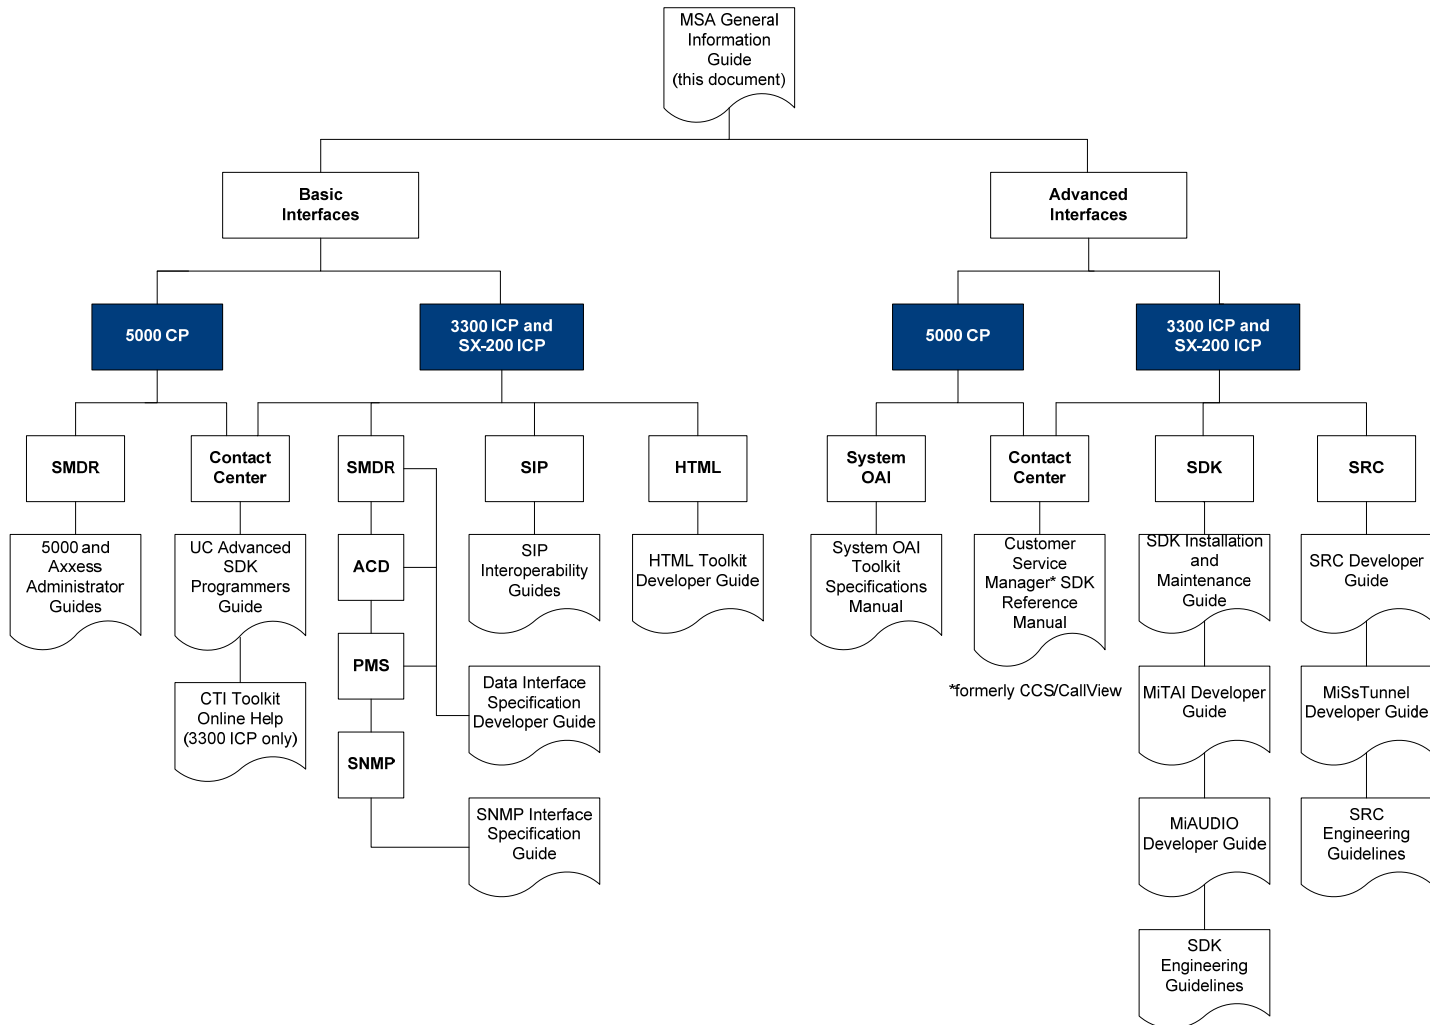 MSA General
Information
Guide
(this document)
Basic
Interfaces
Advanced
Interfaces
5000 CP
3300 ICP and
SX-200 ICP
5000 CP
3300 ICP and
SX-200 ICP
SMDR
Contact
Center
SMDR
SIP
HTML
System
OAI
Contact
Center
SDK
SRC
5000 and
Axxess
Administrator
Guides
UC Advanced
SDK
Programmers
Guide
ACD
SIP
Interoperability
Guides
HTML Toolkit
Developer Guide
System OAI
Toolkit
Specifications
Manual
Customer
Service
Manager* SDK
Reference
Manual
SDK Installation
and
Maintenance
Guide
SRC Developer
Guide
CTI Toolkit
Online Help
(3300 ICP only)
PMS
Data Interface
Specification
Developer Guide
*formerly CCS/CallView
MiTAI Developer
Guide
MiSsTunnel
Developer Guide
SNMP
SNMP Interface
Specification
Guide
MiAUDIO
Developer Guide
SRC
Engineering
Guidelines
SDK
Engineering
Guidelines